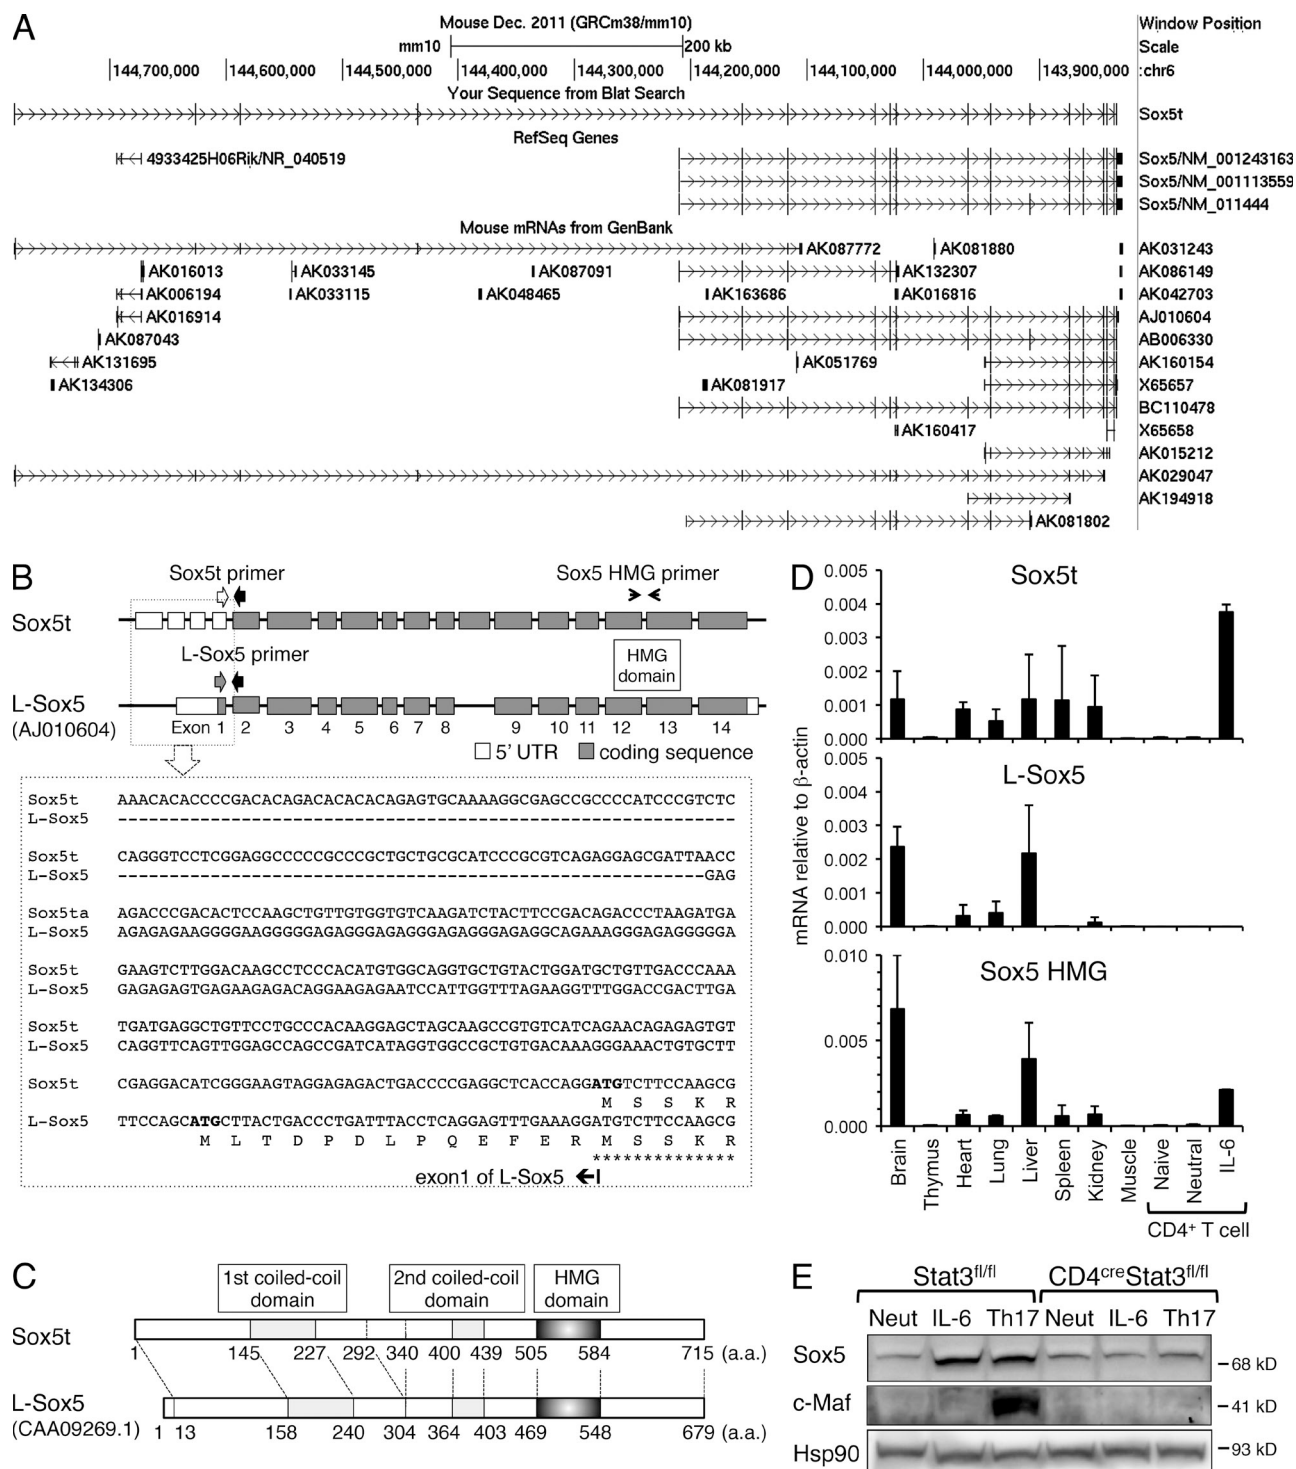 A
Mouse Dec. 2011 (GRCm38/mm10) Window Position
mm10 200 kb Scale
144,700,000 144,600,000 144,500,000 144,400,000 144,300,000 144,200,000 144,100,000 144,000,000 143,900,000 :chr6
Your Sequence from Blat Search
Sox5t
RefSeq Genes
4933425H06Rik/NR_040519 Sox5/NM_001243163
Sox5/NM_001113559
Sox5/NM_011444
Mouse mRNAs from GenBank
AK087772 AK081880 AK031243
AK016013 AK033145 AK087091 AK132307 AK086149
AK006194 AK033115 AK048465 AK163686 AK016816 AK042703
AK016914 AJ010604
AK087043 AB006330
AK131695 AK051769 AK160154
AK134306 AK081917 X65657
BC110478
AK160417 X65658
AK015212
AK029047
AK194918
AK081802
B
Sox5t primer Sox5 HMG primer
Sox5t
L-Sox5 primer HMG domain
L-Sox5
(AJ010604)
Exon 1 2 3 4 5 6 7 8 9 10 11 12 13 14
5' UTR coding sequence
Sox5t AAACACACCCCGACACAGACACACACAGAGTGCAAAAGGCGAGCCGCCCCATCCCGTCTC
L-Sox5 ------------------------------------------------------------
Sox5t CAGGGTCCTCGGAGGCCCCCGCCCGCTGCTGCGCATCCCGCGTCAGAGGAGCGATTAACC
L-Sox5 ---------------------------------------------------------GAG
Sox5ta AGACCCGACACTCCAAGCTGTTGTGGTGTCAAGATCTACTTCCGACAGACCCTAAGATGA
L-Sox5 AGAGAGAAGGGGAAGGGGGAGAGGGAGAGGGAGAGGGAGAGGCAGAAAGGGAGAGGGGGA
Sox5t GAAGTCTTGGACAAGCCTCCCACATGTGGCAGGTGCTGTACTGGATGCTGTTGACCCAAA
L-Sox5 GAGAGAGTGAGAAGAGACAGGAAGAGAATCCATTGGTTTAGAAGGTTTGGACCGACTTGA
Sox5t TGATGAGGCTGTTCCTGCCCACAAGGAGCTAGCAAGCCGTGTCATCAGAACAGAGAGTGT
L-Sox5 CAGGTTCAGTTGGAGCCAGCCGATCATAGGTGGCCGCTGTGACAAAGGGAAACTGTGCTT
Sox5t CGAGGACATCGGGAAGTAGGAGAGACTGACCCCGAGGCTCACCAGGATGTCTTCCAAGCG
M S S K R
L-Sox5 TTCCAGCATGCTTACTGACCCTGATTTACCTCAGGAGTTTGAAAGGATGTCTTCCAAGCG
M L T D P D L P Q E F E R M S S K R
**************
exon1 of L-Sox5
C
1st coiled-coil domain 2nd coiled-coil domain HMG domain
Sox5t
1 145 227 292 340 400 439 505 584 715 (a.a.)
L-Sox5
(CAA09269.1)
1 13 158 240 304 364 403 469 548 679 (a.a.)
D
mRNA relative to β-actin
Sox5t
0.005
0.004
0.003
0.002
0.001
0.000
L-Sox5
0.005
0.004
0.003
0.002
0.001
0.000
Sox5 HMG
0.010
0.005
0.000
Brain Thymus Heart Lung Liver Spleen Kidney Muscle Naive Neutral IL-6
CD4+ T cell
E
Stat3fl/fl CD4creStat3fl/fl
Neut IL-6 Th17 Neut IL-6 Th17
Sox5 68 kD
c-Maf 41 kD
Hsp90 93 kD